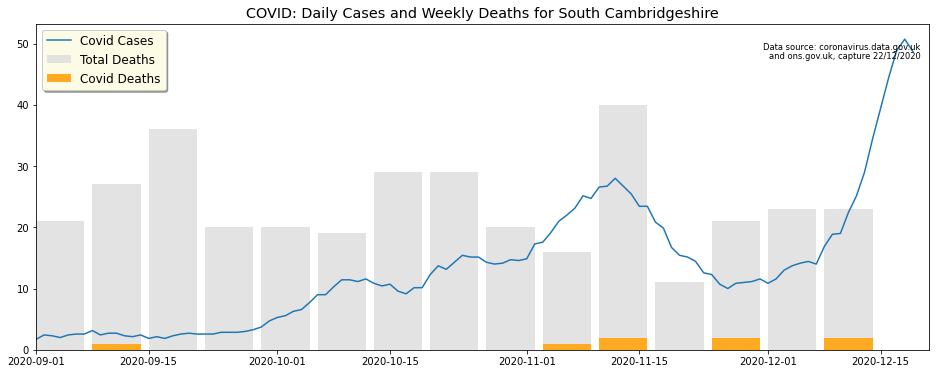 COVID: Daily Cases and Weekly Deaths for South Cambridgeshire
Covid Cases
Total Deaths
Covid Deaths
Data source: coronavirus.data.gov.uk
and ons.gov.uk, capture 22/12/2020
50
40
30
20
10
0
2020-09-01
2020-09-15
2020-10-01
2020-10-15
2020-11-01
2020-11-15
2020-12-01
2020-12-15